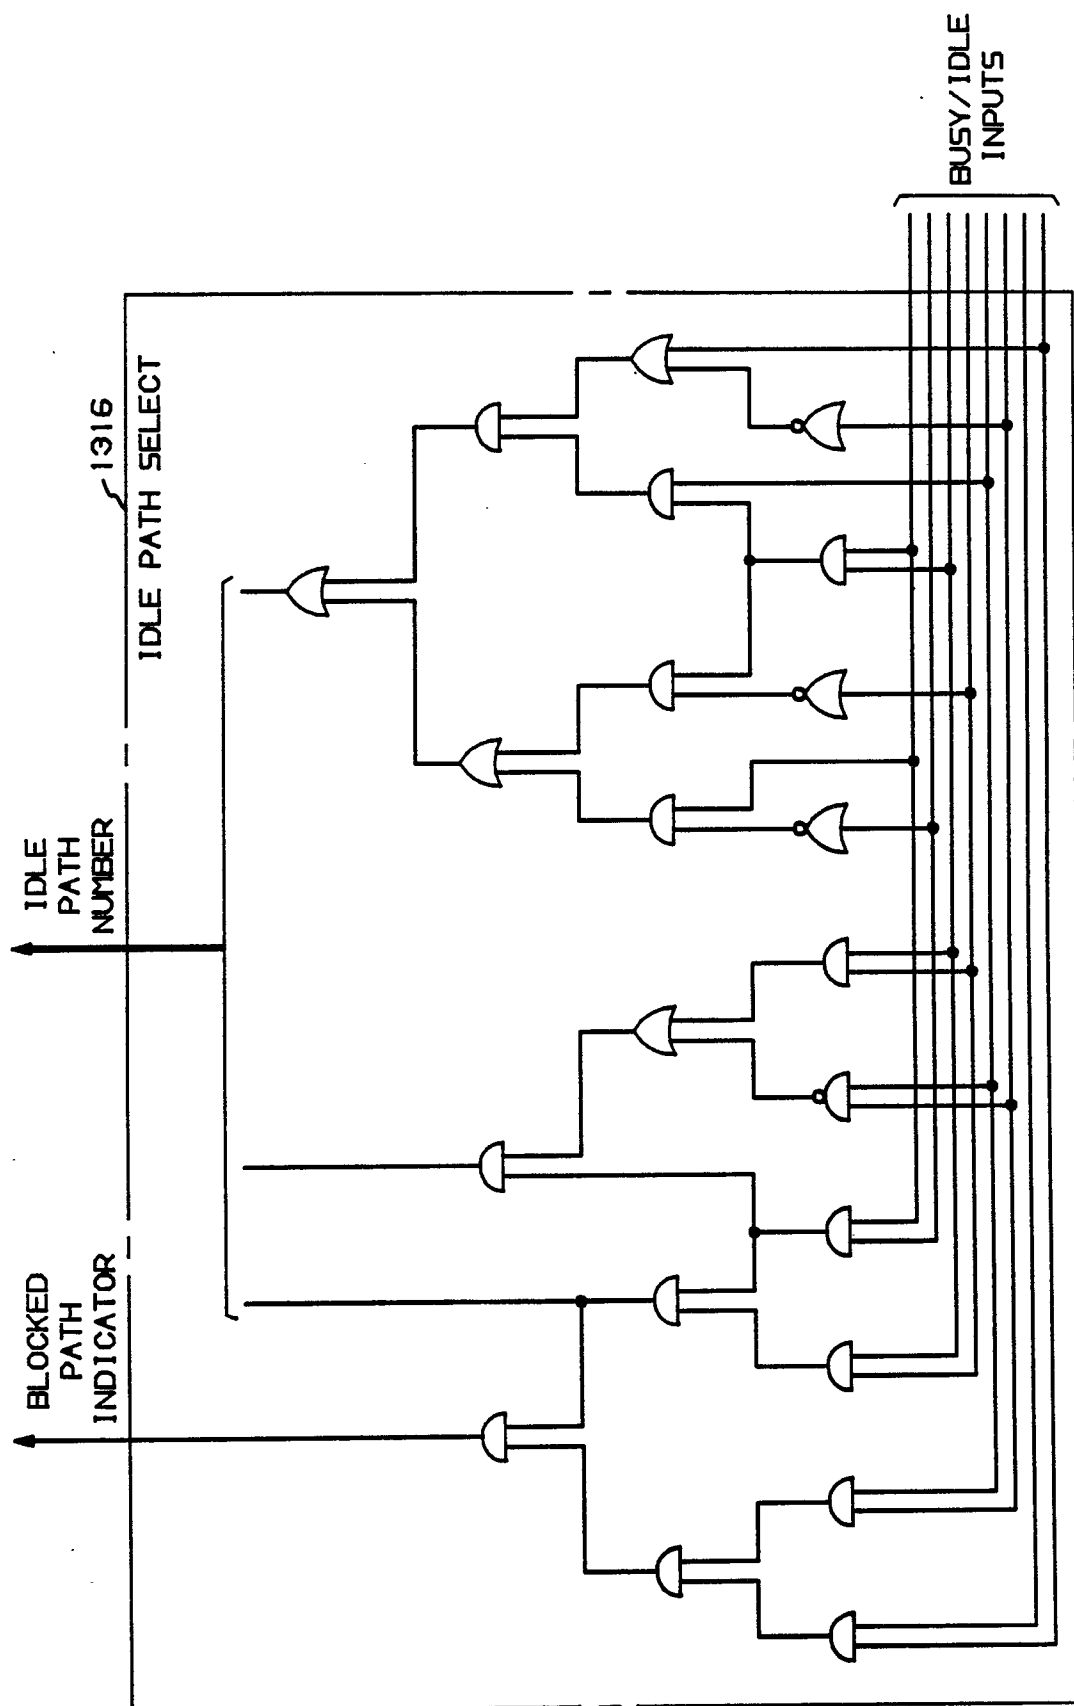 1316
IDLE PATH SELECT
IDLE
PATH
NUMBER
BLOCKED
PATH
INDICATOR
BUSY/IDLE
INPUTS